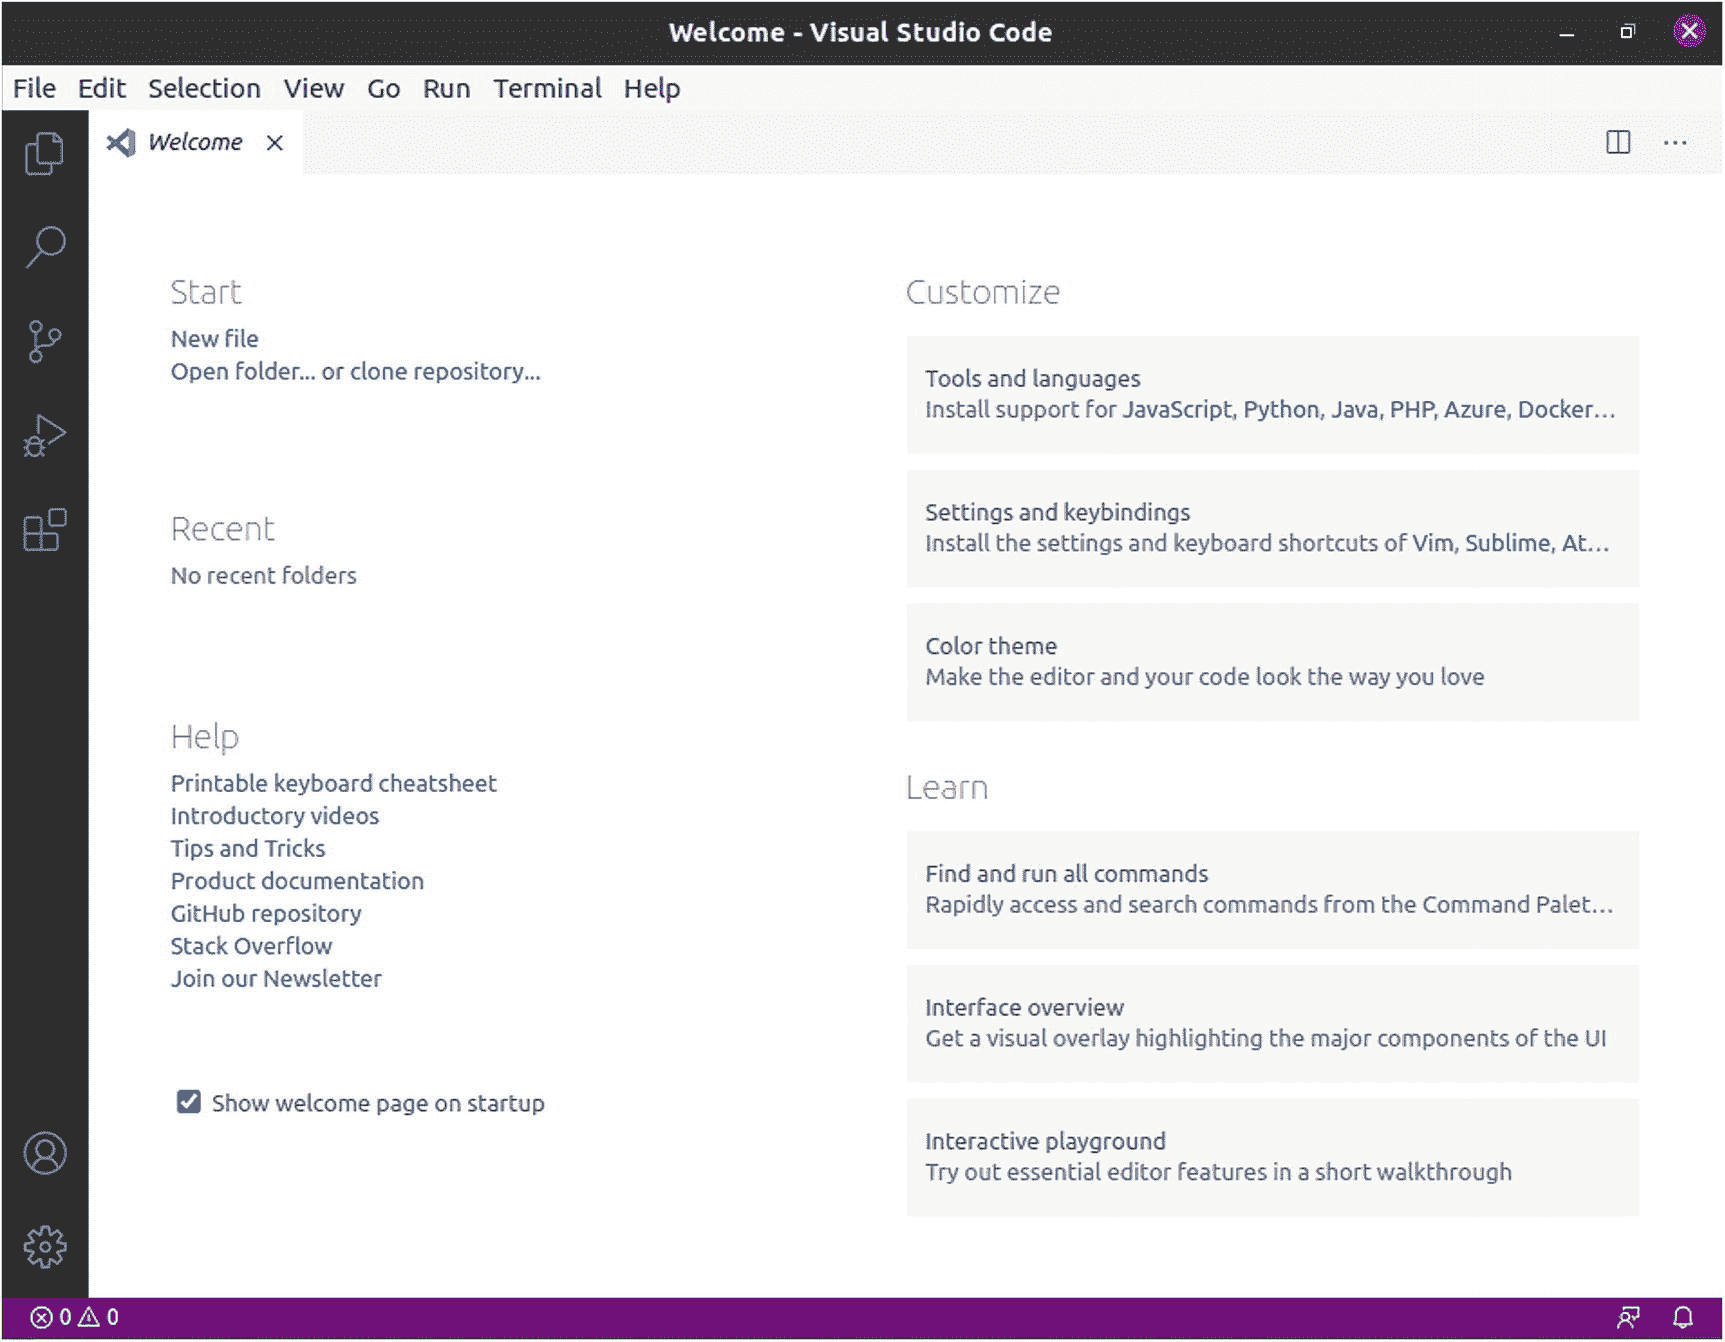 Welcome - Visual Studio Code
File Edit Selection View Go Run Terminal Help
Welcome
Start
New file
Open folder... or clone repository...
Recent
No recent folders
Help
Printable keyboard cheatsheet
Introductory videos
Tips and Tricks
Product documentation
GitHub repository
Stack Overflow
Join our Newsletter
Show welcome page on startup
Customize
Tools and languages
Install support for JavaScript, Python, Java, PHP, Azure, Docker...
Settings and keybindings
Install the settings and keyboard shortcuts of Vim, Sublime, At...
Color theme
Make the editor and your code look the way you love
Learn
Find and run all commands
Rapidly access and search commands from the Command Palet...
Interface overview
Get a visual overlay highlighting the major components of the UI
Interactive playground
Try out essential editor features in a short walkthrough
0 0